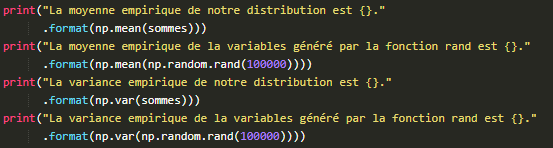 print("La moyenne empirique de notre distribution est {}."
.format(np.mean(sommes)))
print("La moyenne empirique de la variables généré par la fonction rand est {}."
.format(np.mean(np.random.rand(100000))))
print("La variance empirique de notre distribution est {}."
.format(np.var(sommes)))
print("La variance empirique de la variables généré par la fonction rand est {}."
.format(np.var(np.random.rand(100000))))